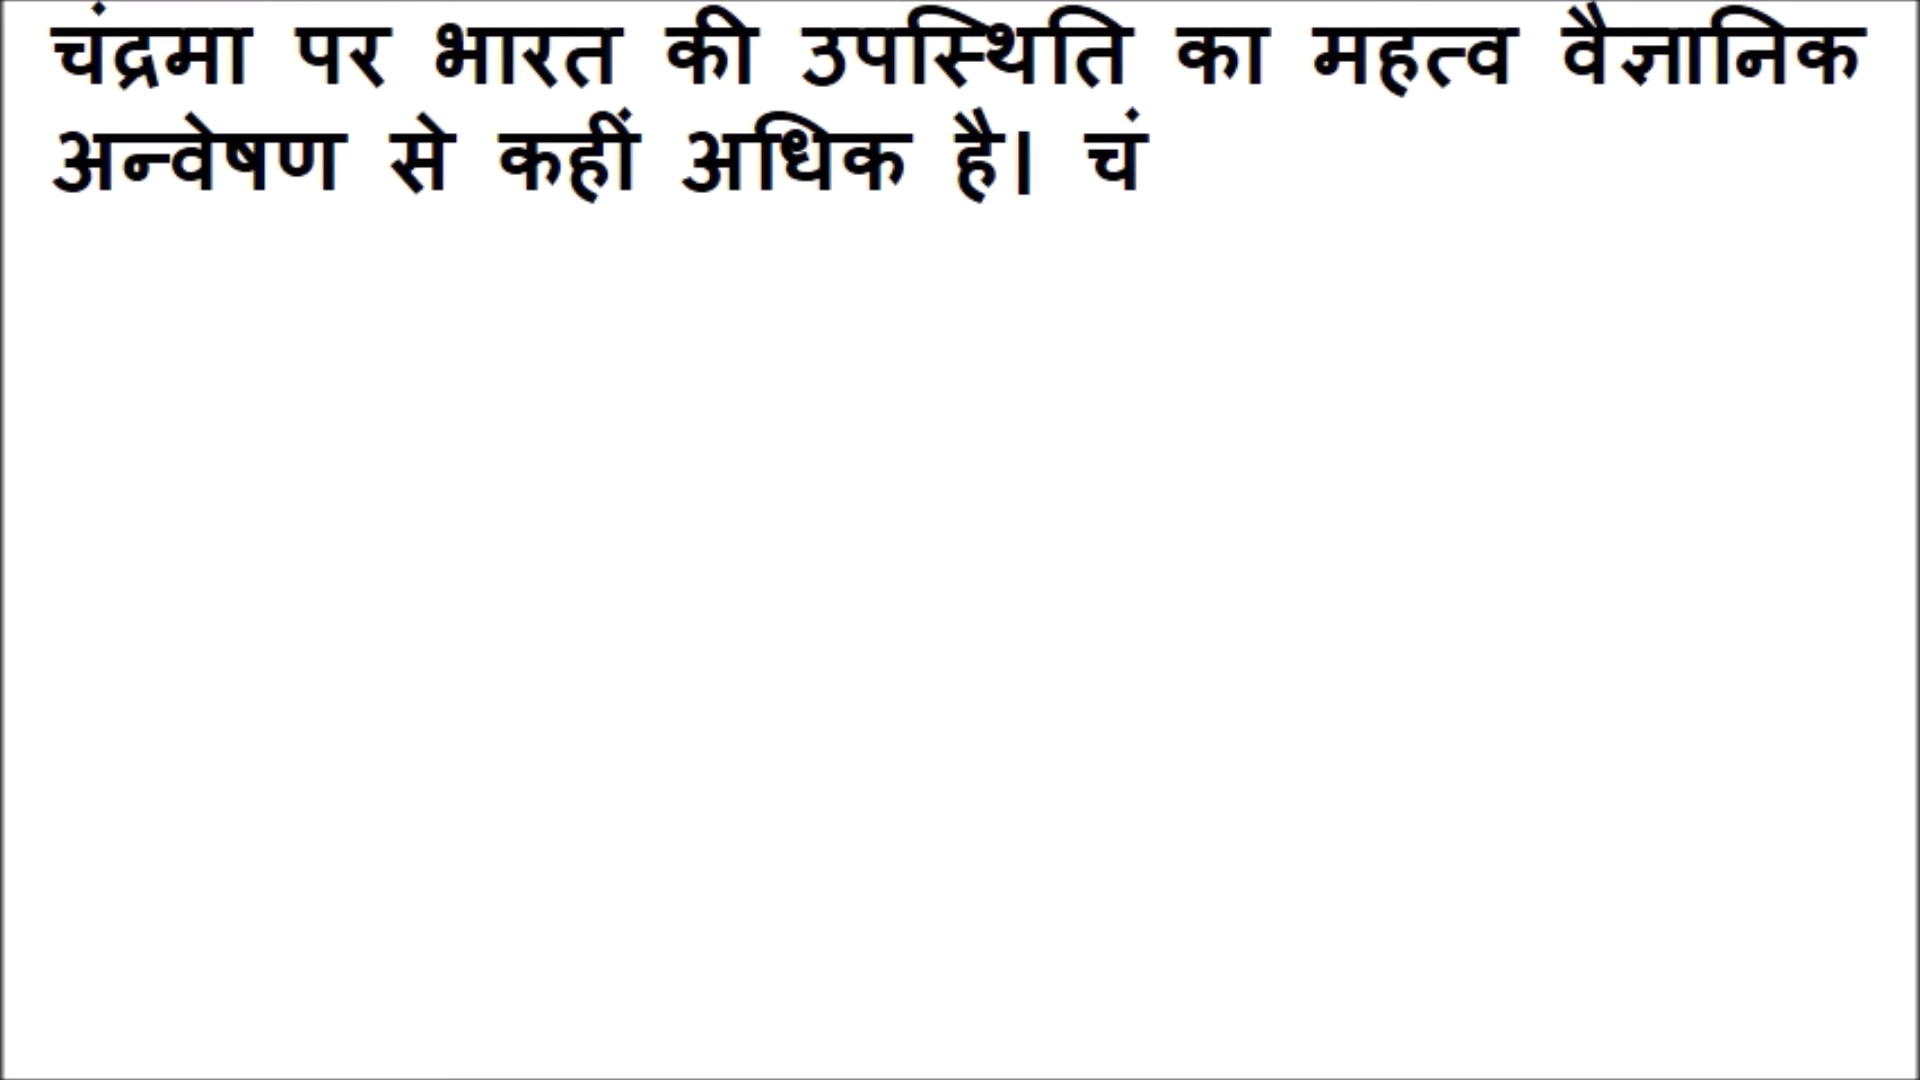 चंद्रमा पर भारत की उपस्थिति का महत्व वैज्ञानिक
अन्वेषण से कहीं अधिक है। चं